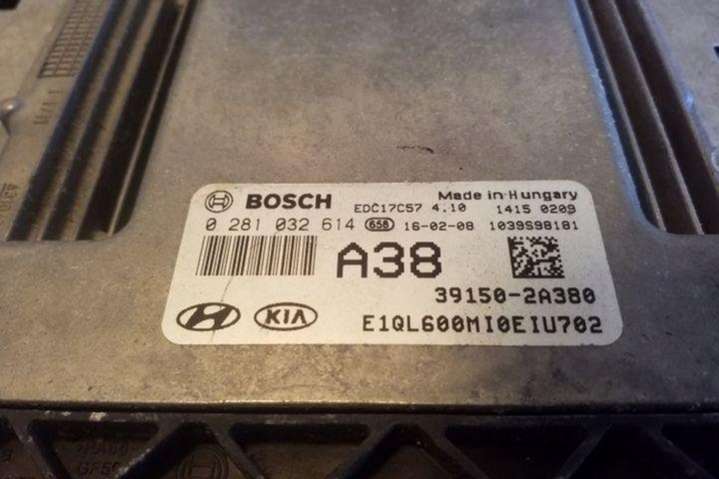 BOSCH EDC17C57 4.10 Made in Hungary 1415 0209
0 281 032 614 658 16-02-08 1039S98181
A38
39150-2A380
KIA E1QL600MI0EIU702